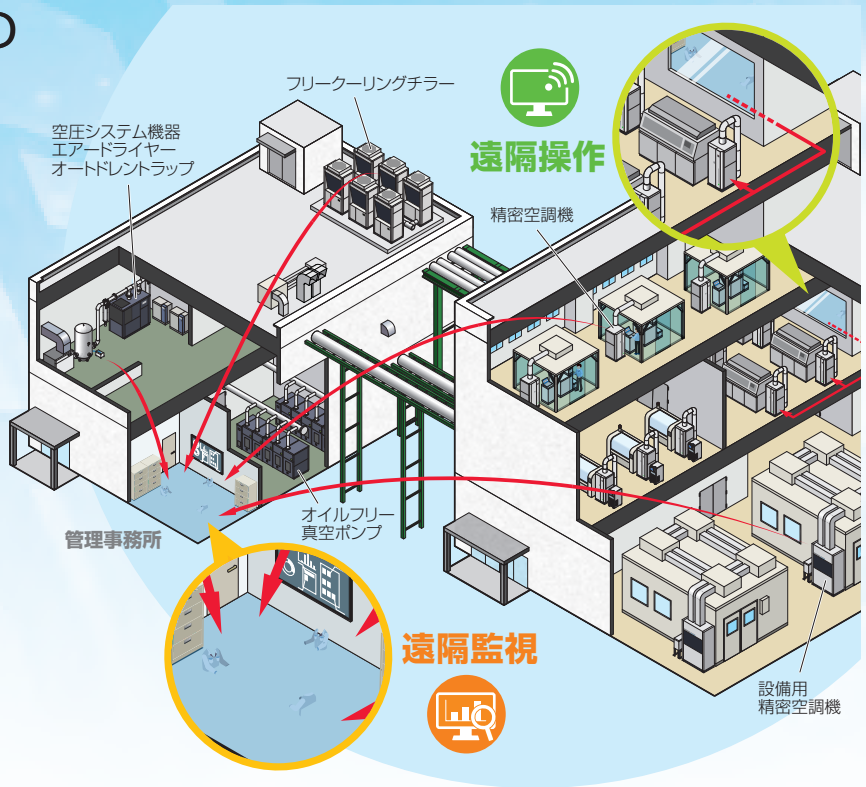 フリークーリングチラー
空圧システム機器
エアードライヤー
オートドレントラップ
遠隔操作
精密空調機
オイルフリー
真空ポンプ
管理事務所
遠隔監視
設備用
精密空調機